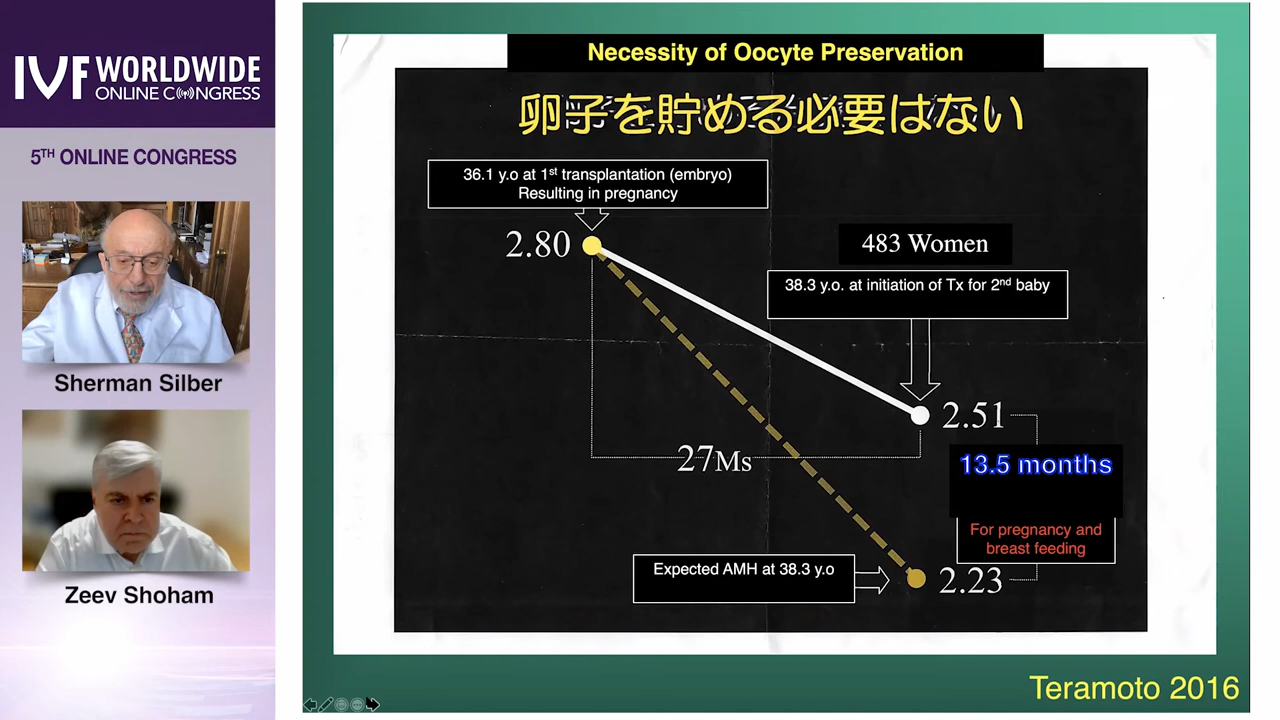 IVF WORLDWIDE
ONLINE CONGRESS
5TH ONLINE CONGRESS
Sherman Silber
Zeev Shoham
Necessity of Oocyte Preservation
卵子を貯める必要はない
36.1 y.o at 1st transplantation (embryo)
Resulting in pregnancy
2.80
483 Women
38.3 y.o. at initiation of Tx for 2nd baby
2.51
27Ms
13.5 months
For pregnancy and
breast feeding
Expected AMH at 38.3 y.o
2.23
Teramoto 2016